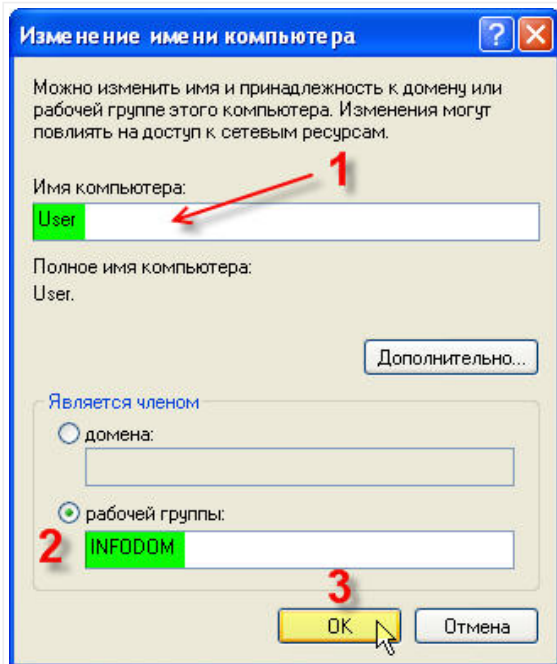 Изменение имени компьютера
Можно изменить имя и принадлежность к домену или
рабочей группе этого компьютера. Изменения могут
повлиять на доступ к сетевым ресурсам.
1
Имя компьютера:
User
Полное имя компьютера:
User.
Дополнительно...
Является членом
домена:
рабочей группы:
2
INFODOM
3
OK
Отмена